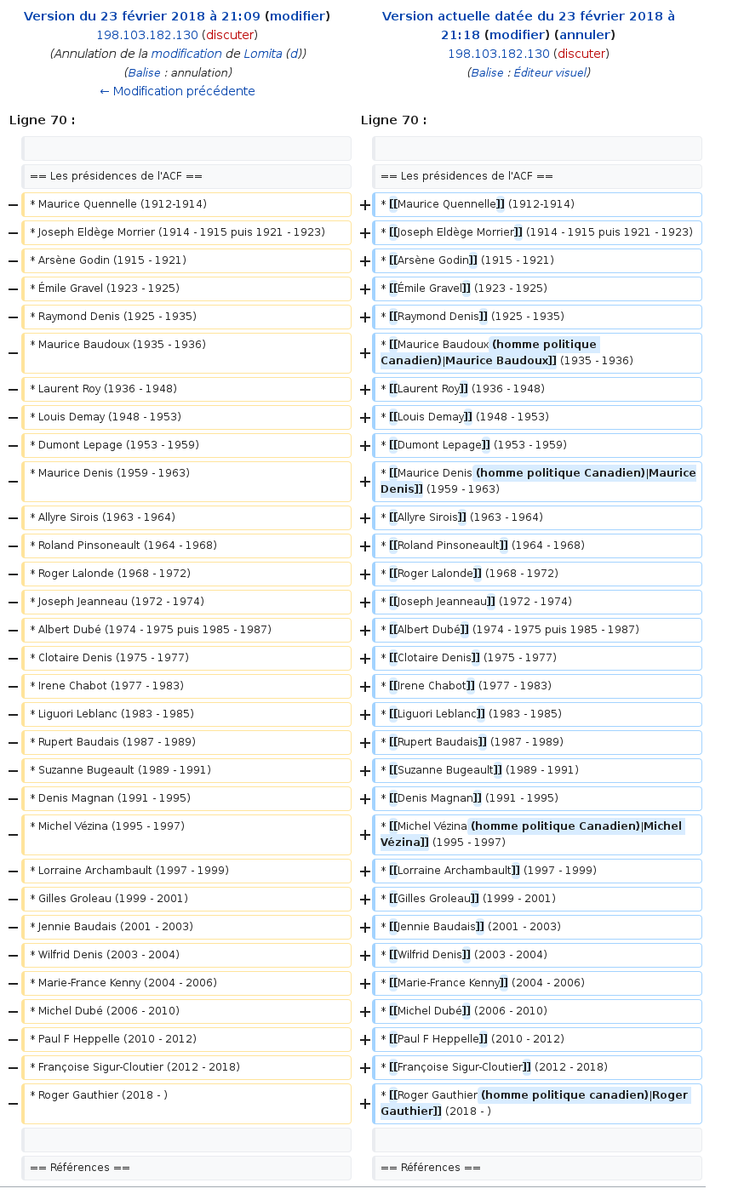 Version du 23 février 2018 à 21:09 (modifier)
198.103.182.130 (discuter)
(Annulation de la modification de Lomita (d))
(Balise : annulation)
← Modification précédente
Version actuelle datée du 23 février 2018 à
21:18 (modifier) (annuler)
198.103.182.130 (discuter)
(Balise : Éditeur visuel)
Ligne 70 :
Ligne 70 :
== Les présidences de l'ACF ==
== Les présidences de l'ACF ==
− * Maurice Quennelle (1912-1914)
+ * [[Maurice Quennelle]] (1912-1914)
− * Joseph Eldège Morrier (1914 - 1915 puis 1921 - 1923)
+ * [[Joseph Eldège Morrier]] (1914 - 1915 puis 1921 - 1923)
− * Arsène Godin (1915 - 1921)
+ * [[Arsène Godin]] (1915 - 1921)
− * Émile Gravel (1923 - 1925)
+ * [[Émile Gravel]] (1923 - 1925)
− * Raymond Denis (1925 - 1935)
+ * [[Raymond Denis]] (1925 - 1935)
− * Maurice Baudoux (1935 - 1936)
+ * [[Maurice Baudoux (homme politique
Canadien)|Maurice Baudoux]] (1935 - 1936)
− * Laurent Roy (1936 - 1948)
+ * [[Laurent Roy]] (1936 - 1948)
− * Louis Demay (1948 - 1953)
+ * [[Louis Demay]] (1948 - 1953)
− * Dumont Lepage (1953 - 1959)
+ * [[Dumont Lepage]] (1953 - 1959)
− * Maurice Denis (1959 - 1963)
+ * [[Maurice Denis (homme politique Canadien)|Maurice
Denis]] (1959 - 1963)
− * Allyre Sirois (1963 - 1964)
+ * [[Allyre Sirois]] (1963 - 1964)
− * Roland Pinsoneault (1964 - 1968)
+ * [[Roland Pinsoneault]] (1964 - 1968)
− * Roger Lalonde (1968 - 1972)
+ * [[Roger Lalonde]] (1968 - 1972)
− * Joseph Jeanneau (1972 - 1974)
+ * [[Joseph Jeanneau]] (1972 - 1974)
− * Albert Dubé (1974 - 1975 puis 1985 - 1987)
+ * [[Albert Dubé]] (1974 - 1975 puis 1985 - 1987)
− * Clotaire Denis (1975 - 1977)
+ * [[Clotaire Denis]] (1975 - 1977)
− * Irene Chabot (1977 - 1983)
+ * [[Irene Chabot]] (1977 - 1983)
− * Liguori Leblanc (1983 - 1985)
+ * [[Liguori Leblanc]] (1983 - 1985)
− * Rupert Baudais (1987 - 1989)
+ * [[Rupert Baudais]] (1987 - 1989)
− * Suzanne Bugeault (1989 - 1991)
+ * [[Suzanne Bugeault]] (1989 - 1991)
− * Denis Magnan (1991 - 1995)
+ * [[Denis Magnan]] (1991 - 1995)
− * Michel Vézina (1995 - 1997)
+ * [[Michel Vézina (homme politique Canadien)|Michel
Vézina]] (1995 - 1997)
− * Lorraine Archambault (1997 - 1999)
+ * [[Lorraine Archambault]] (1997 - 1999)
− * Gilles Groleau (1999 - 2001)
+ * [[Gilles Groleau]] (1999 - 2001)
− * Jennie Baudais (2001 - 2003)
+ * [[Jennie Baudais]] (2001 - 2003)
− * Wilfrid Denis (2003 - 2004)
+ * [[Wilfrid Denis]] (2003 - 2004)
− * Marie-France Kenny (2004 - 2006)
+ * [[Marie-France Kenny]] (2004 - 2006)
− * Michel Dubé (2006 - 2010)
+ * [[Michel Dubé]] (2006 - 2010)
− * Paul F Heppelle (2010 - 2012)
+ * [[Paul F Heppelle]] (2010 - 2012)
− * Françoise Sigur-Cloutier (2012 - 2018)
+ * [[Françoise Sigur-Cloutier]] (2012 - 2018)
− * Roger Gauthier (2018 - )
+ * [[Roger Gauthier (homme politique canadien)|Roger
Gauthier]] (2018 - )
== Références ==
== Références ==